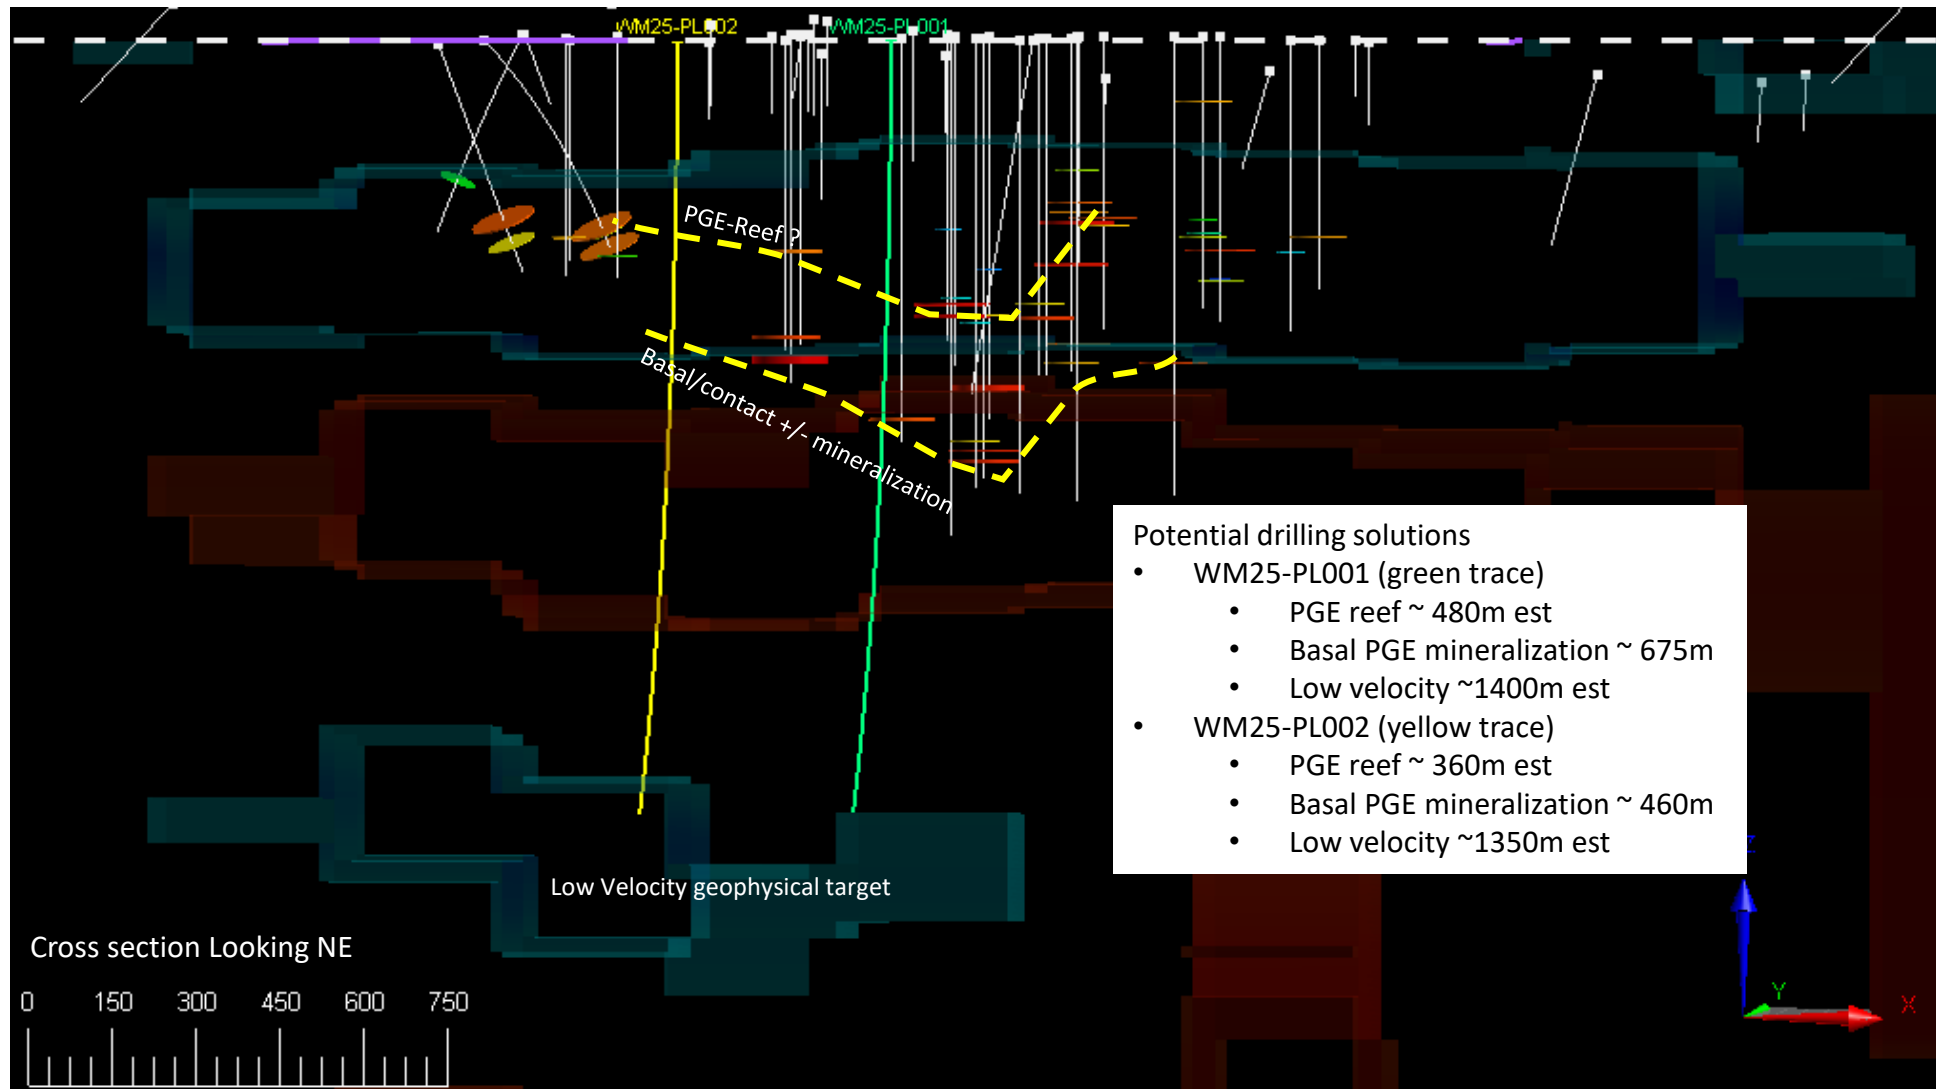 WM25-PL002
WM25-PL001
PGE-Reef ?
Basal/contact +/- mineralization
Potential drilling solutions
• WM25-PL001 (green trace)
• PGE reef ~ 480m est
• Basal PGE mineralization ~ 675m
• Low velocity ~1400m est
• WM25-PL002 (yellow trace)
• PGE reef ~ 360m est
• Basal PGE mineralization ~ 460m
• Low velocity ~1350m est
Z
Low Velocity geophysical target
Cross section Looking NE
0 150 300 450 600 750
Y
X